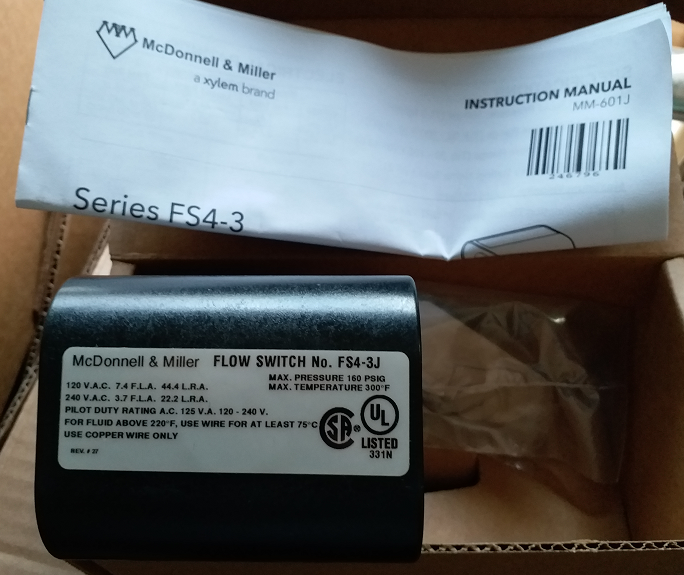 McDonnell & Miller
a xylem brand
INSTRUCTION MANUAL
MM-601J
246796
Series FS4-3
McDonnell & Miller FLOW SWITCH No. FS4-3J
120 V.A.C. 7.4 F.L.A. 44.4 L.R.A.
240 V.A.C. 3.7 F.L.A. 22.2 L.R.A.
MAX. PRESSURE 160 PSIG
MAX. TEMPERATURE 300°F
PILOT DUTY RATING A.C. 125 V.A. 120 - 240 V.
FOR FLUID ABOVE 220°F, USE WIRE FOR AT LEAST 75°C
USE COPPER WIRE ONLY
REV. # 27
SA®
UL
LISTED
331N